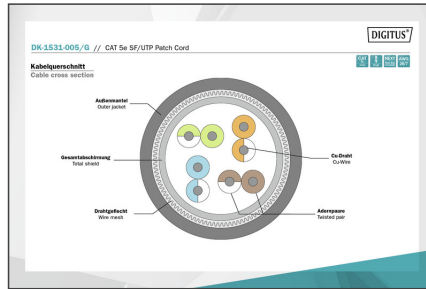 DIGITUS®
DK-1531-005/G // CAT 5e SF/UTP Patch Cord
Kabelquerschnitt
Cable cross section
Außenmantel
Outer jacket
Gesamtabschirmung
Total shield
Cu-Draht
Cu-Wire
Drahtgeflecht
Wire mesh
Adernpaare
Twisted pair